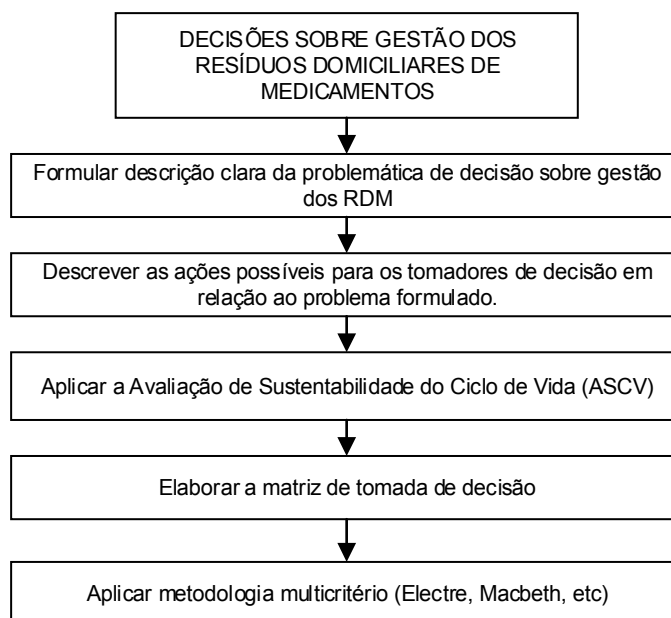 DECISÕES SOBRE GESTÃO DOS
RESÍDUOS DOMICILIARES DE
MEDICAMENTOS
Formular descrição clara da problemática de decisão sobre gestão
dos RDM
Descrever as ações possíveis para os tomadores de decisão em
relação ao problema formulado.
Aplicar a Avaliação de Sustentabilidade do Ciclo de Vida (ASCV)
Elaborar a matriz de tomada de decisão
Aplicar metodologia multicritério (Electre, Macbeth, etc)